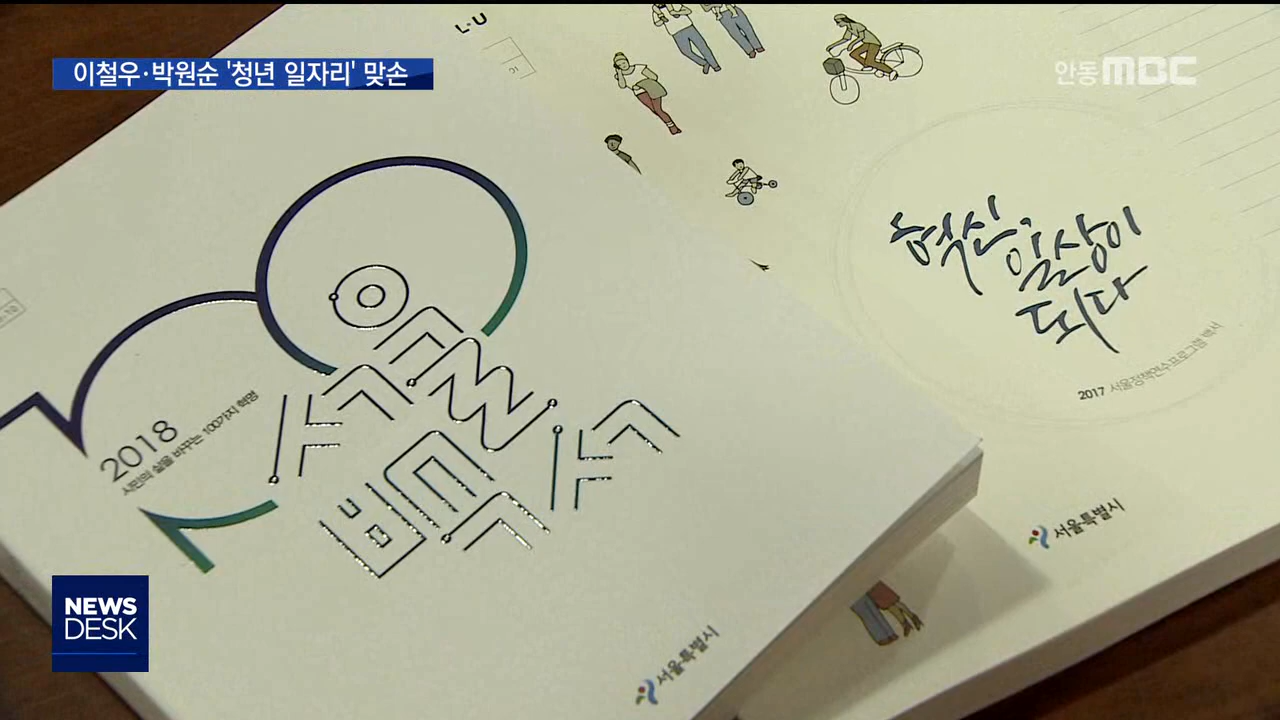 이철우·박원순 '청년 일자리' 맞손
안동MBC
L·U
혁신,
일상이
되다
2017 서울정책연수프로그램 백서
서울특별시
2018
시민의 삶을 바꾸는 100가지 혁명
서울
백서
서울특별시
NEWS
DESK